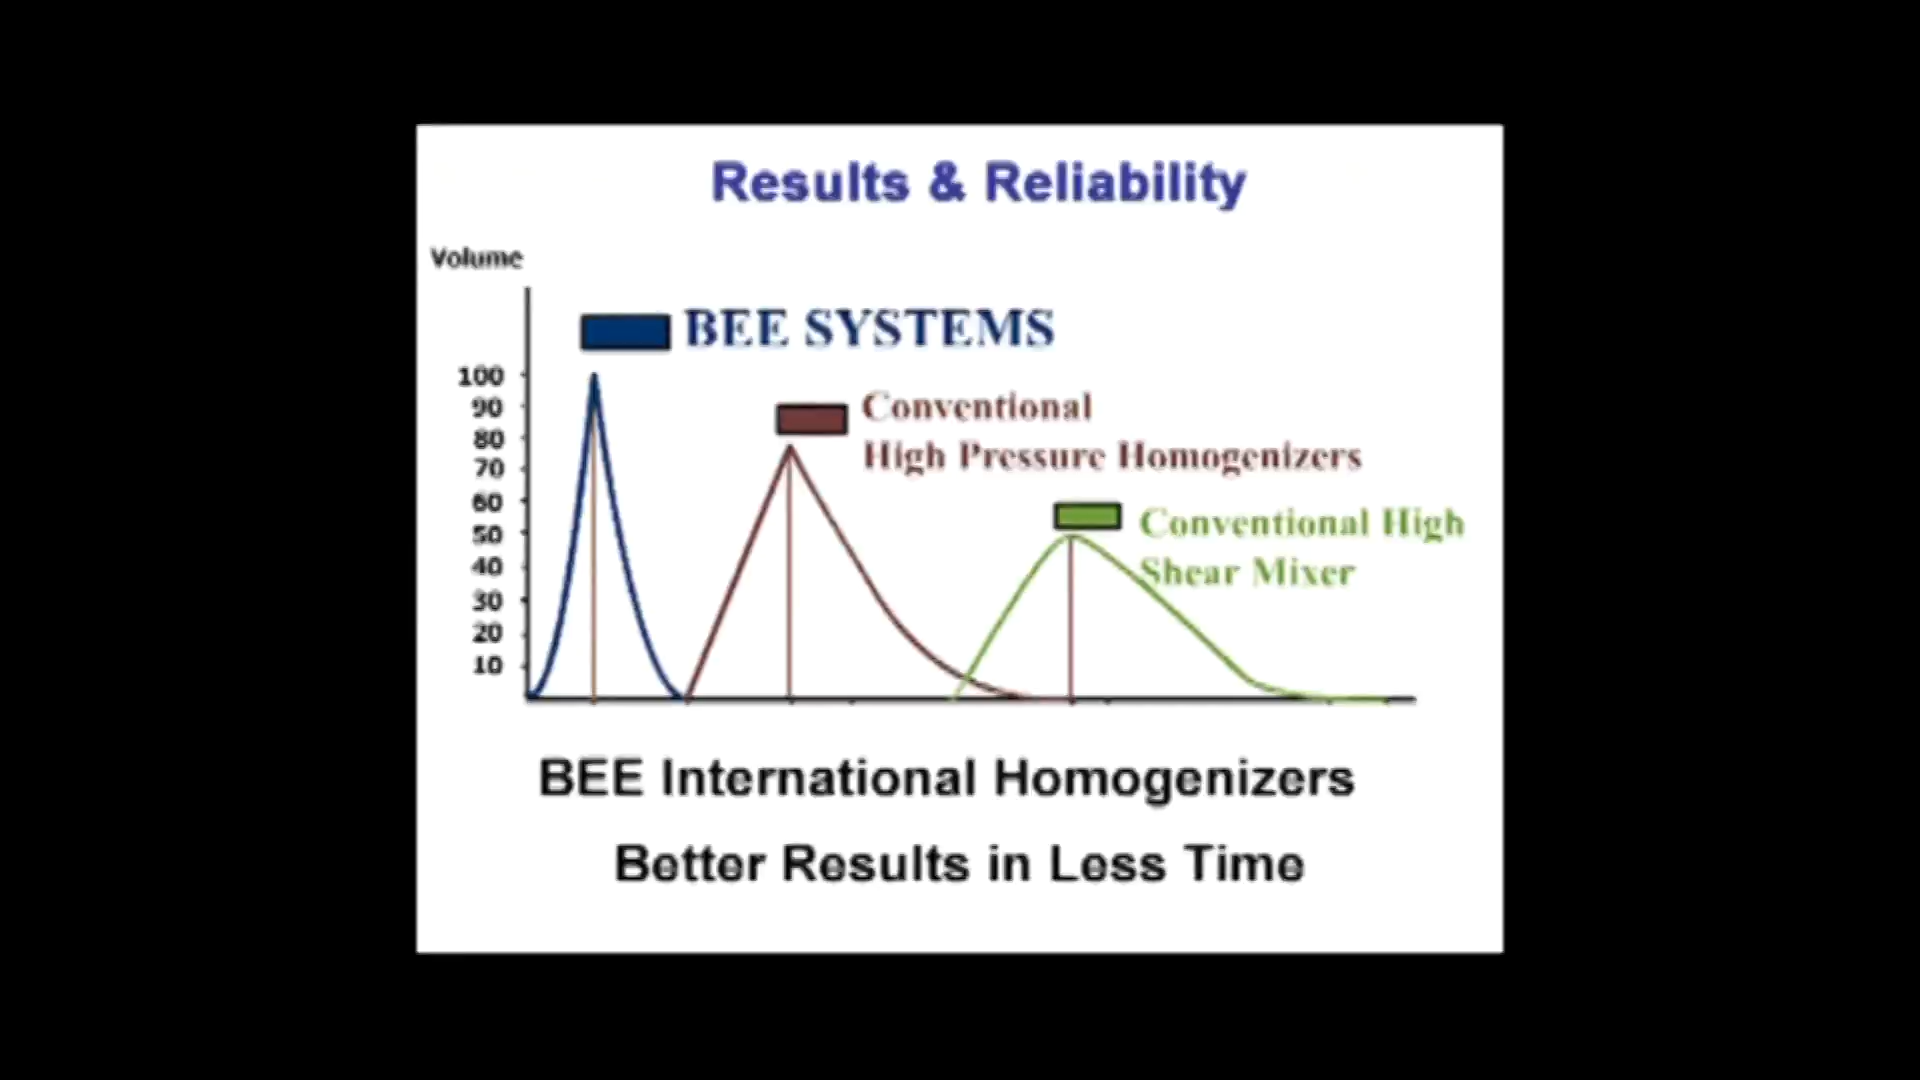 Results & Reliability
Volume
BEE SYSTEMS
100
90
80
70
60
50
40
30
20
10
Conventional
High Pressure Homogenizers
Conventional High
Shear Mixer
BEE International Homogenizers
Better Results in Less Time